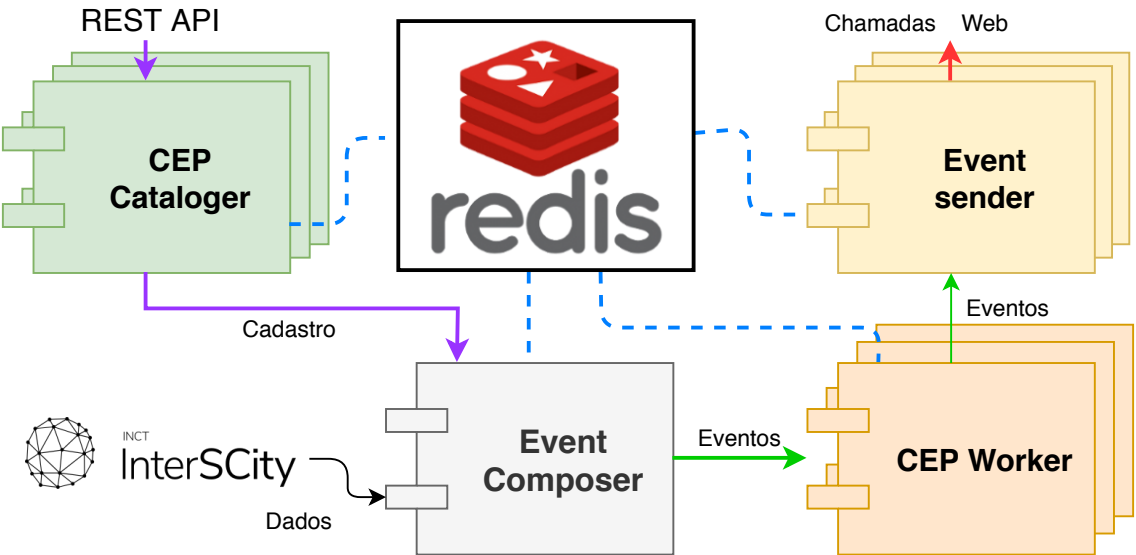 REST API
Chamadas Web
CEP
Cataloger
redis
Event
sender
Cadastro
Eventos
INCT
InterSCity
Dados
Event
Composer
Eventos
CEP Worker